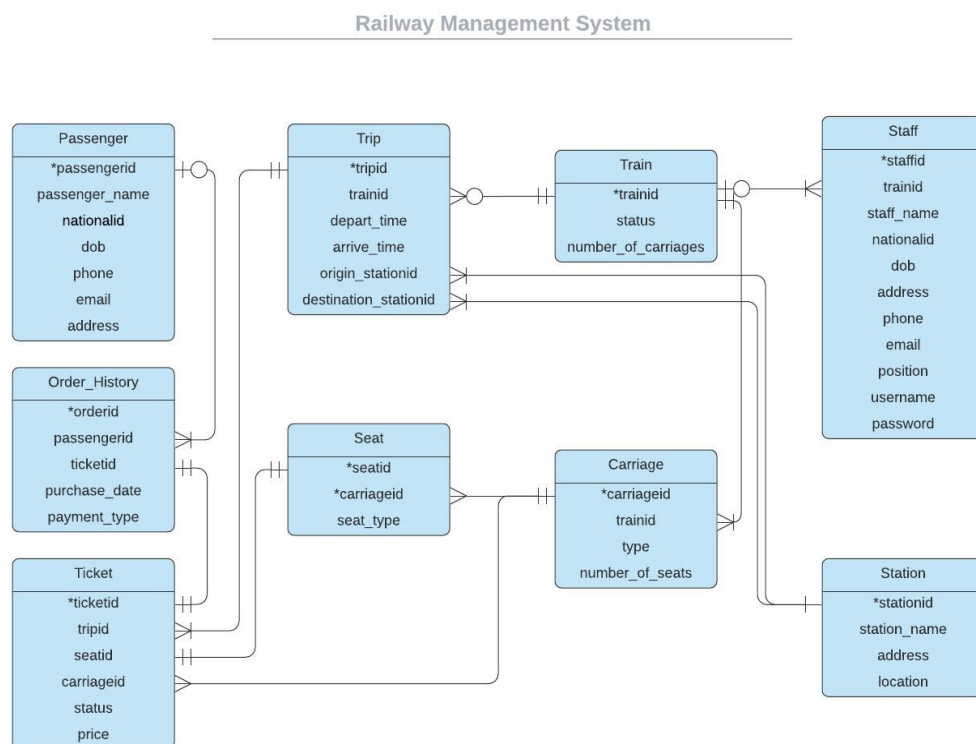 Railway Management System
Passenger
*passengerid
passenger_name
nationalid
dob
phone
email
address
Trip
*tripid
trainid
depart_time
arrive_time
origin_stationid
destination_stationid
Train
*trainid
status
number_of_carriages
Staff
*staffid
trainid
staff_name
nationalid
dob
address
phone
email
position
username
password
Order_History
*orderid
passengerid
ticketid
purchase_date
payment_type
Seat
*seatid
*carriageid
seat_type
Carriage
*carriageid
trainid
type
number_of_seats
Ticket
*ticketid
tripid
seatid
carriageid
status
price
Station
*stationid
station_name
address
location